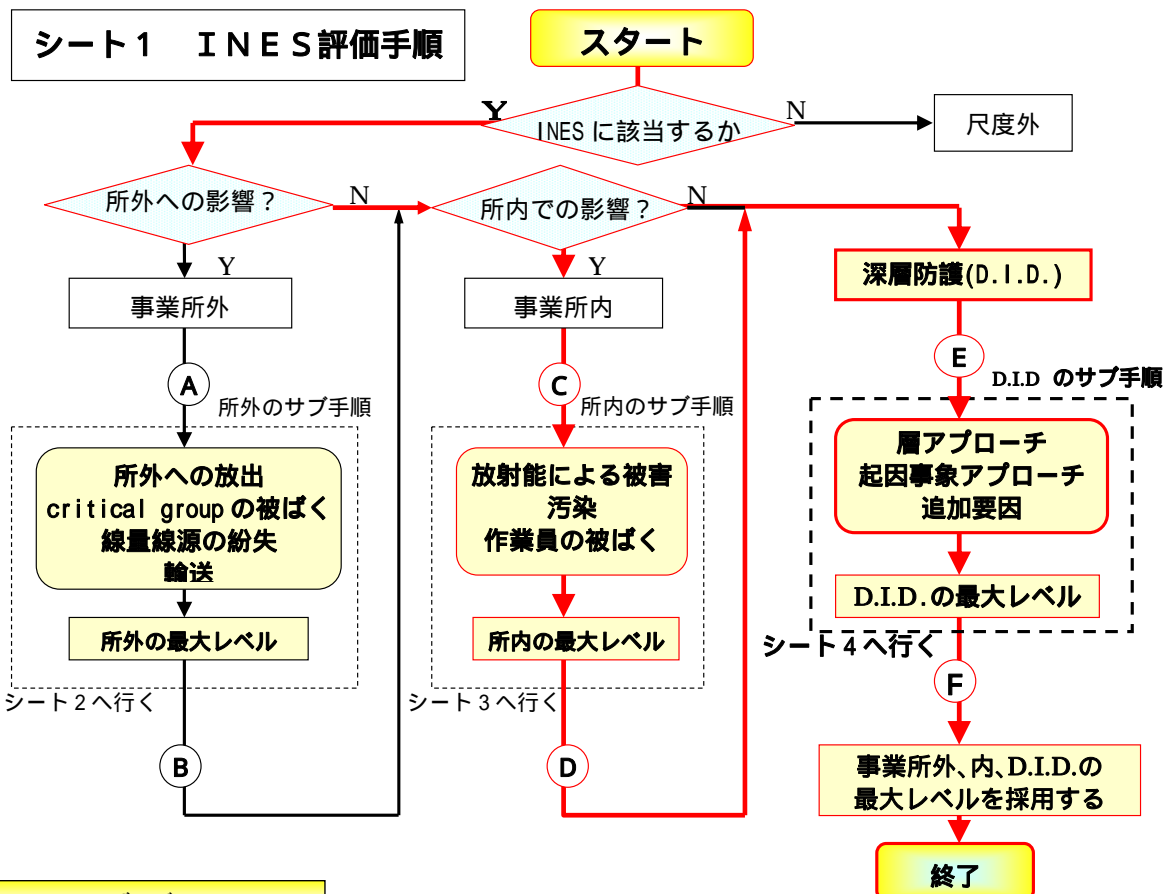 シート1 INES評価手順
スタート
INESに該当するか
Y
N
尺度外
所外への影響?
N
Y
所内での影響?
N
Y
事業所外
事業所内
深層防護(D.I.D.)
A
所外のサブ手順
C
所内のサブ手順
E
D.I.D のサブ手順
所外への放出
critical groupの被ばく
線量線源の紛失
輸送
所外の最大レベル
シート2へ行く
B
放射能による被害
汚染
作業員の被ばく
所内の最大レベル
シート3へ行く
D
層アプローチ
起因事象アプローチ
追加要因
D.I.D.の最大レベル
シート4へ行く
F
事業所外、内、D.I.D.の
最大レベルを採用する
終了